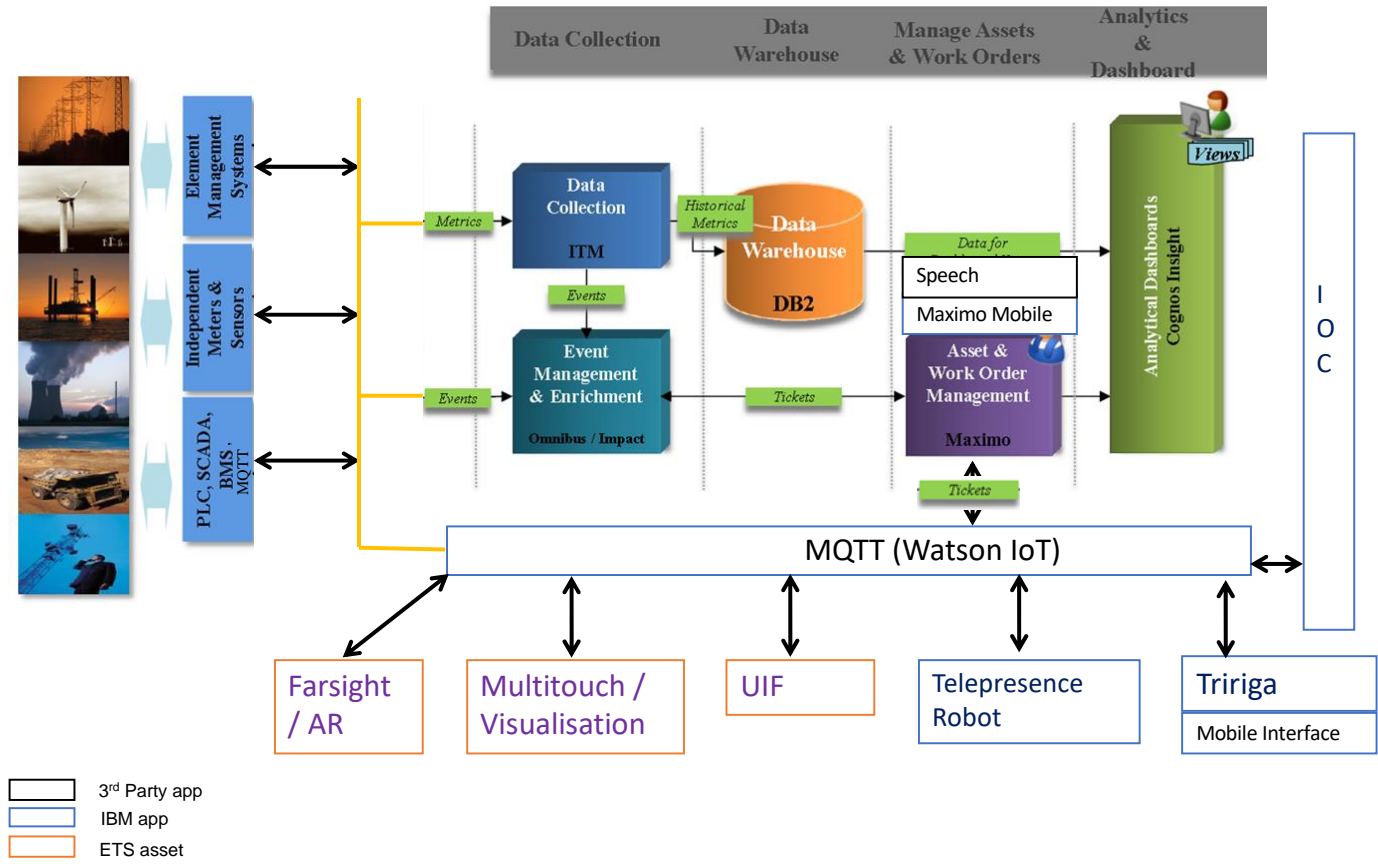 Data Collection
Data
Warehouse
Manage Assets
& Work Orders
Analytics
&
Dashboard
Element
Management
Systems
Independent
Meters &
Sensors
PLC, SCADA,
BMS,
MQTT
Metrics
Events
Data
Collection
ITM
Events
Event
Management
& Enrichment
Omnibus / Impact
Historical
Metrics
Data
Warehouse
DB2
Tickets
Data for
Speech
Maximo Mobile
Asset &
Work Order
Management
Maximo
Tickets
Views
Analytical Dashboards
Cognos Insight
I
O
C
MQTT (Watson IoT)
Farsight
/ AR
Multitouch /
Visualisation
UIF
Telepresence
Robot
Tririga
Mobile Interface
3rd Party app
IBM app
ETS asset